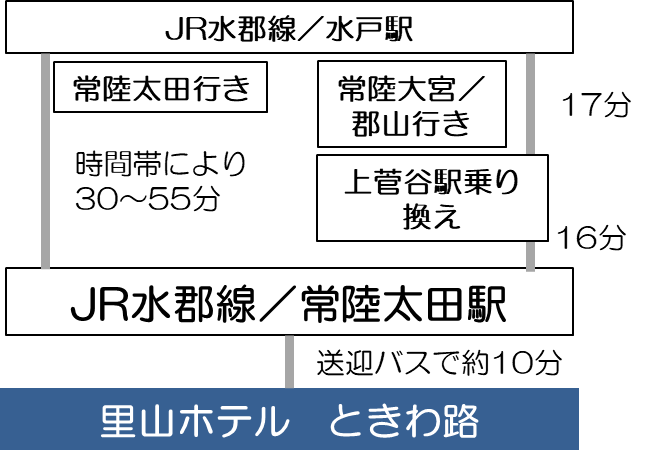 JR水郡線／水戸駅
常陸太田行き
時間帯により
30～55分
常陸大宮／
郡山行き
17分
上菅谷駅乗り
換え
16分
JR水郡線／常陸太田駅
送迎バスで約10分
里山ホテル　ときわ路